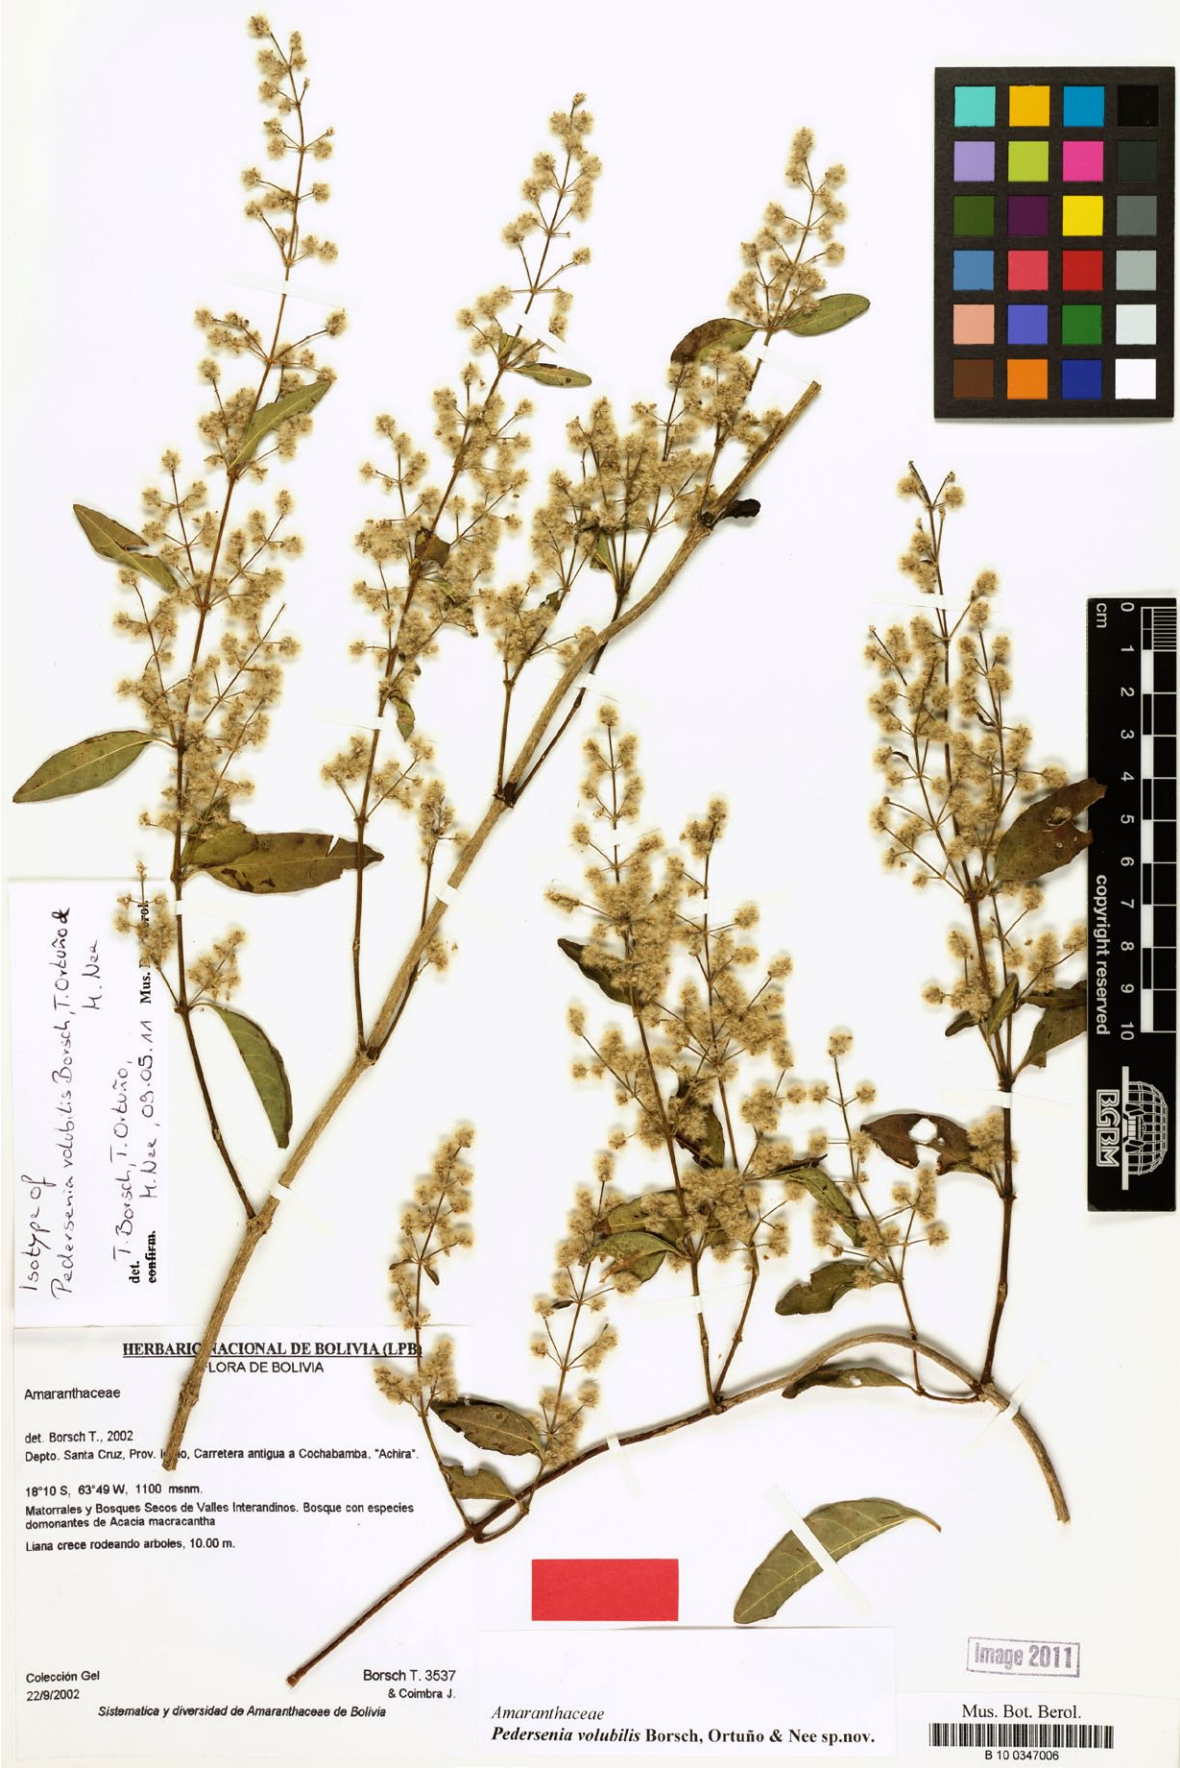 cm
0
1
2
3
4
5
6
7
8
9
10
copyright reserved
BGBM
Isotype of
Pedersenia volubilis Borsch, T. Ortuño &
M. Nee
det. T. Borsch, T. Ortuño,
confirm. M. Nee, 09.05.11 Mus. Berol.
HERBARIO NACIONAL DE BOLIVIA (LPB)
FLORA DE BOLIVIA
Amaranthaceae
det. Borsch T., 2002
Depto. Santa Cruz, Prov. Carretera antigua a Cochabamba, "Achira".
18°10 S, 63°49 W, 1100 msnm.
Matorrales y Bosques Secos de Valles Interandinos. Bosque con especies
domonantes de Acacia macracantha
Liana crece rodeando arboles, 10.00 m.
Colección Gel
22/9/2002
Borsch T. 3537
& Coimbra J.
Sistematica y diversidad de Amaranthaceae de Bolivia
Amaranthaceae
Pedersenia volubilis Borsch, Ortuño & Nee sp.nov.
Image 2011
Mus. Bot. Berol.
B 10 0347006